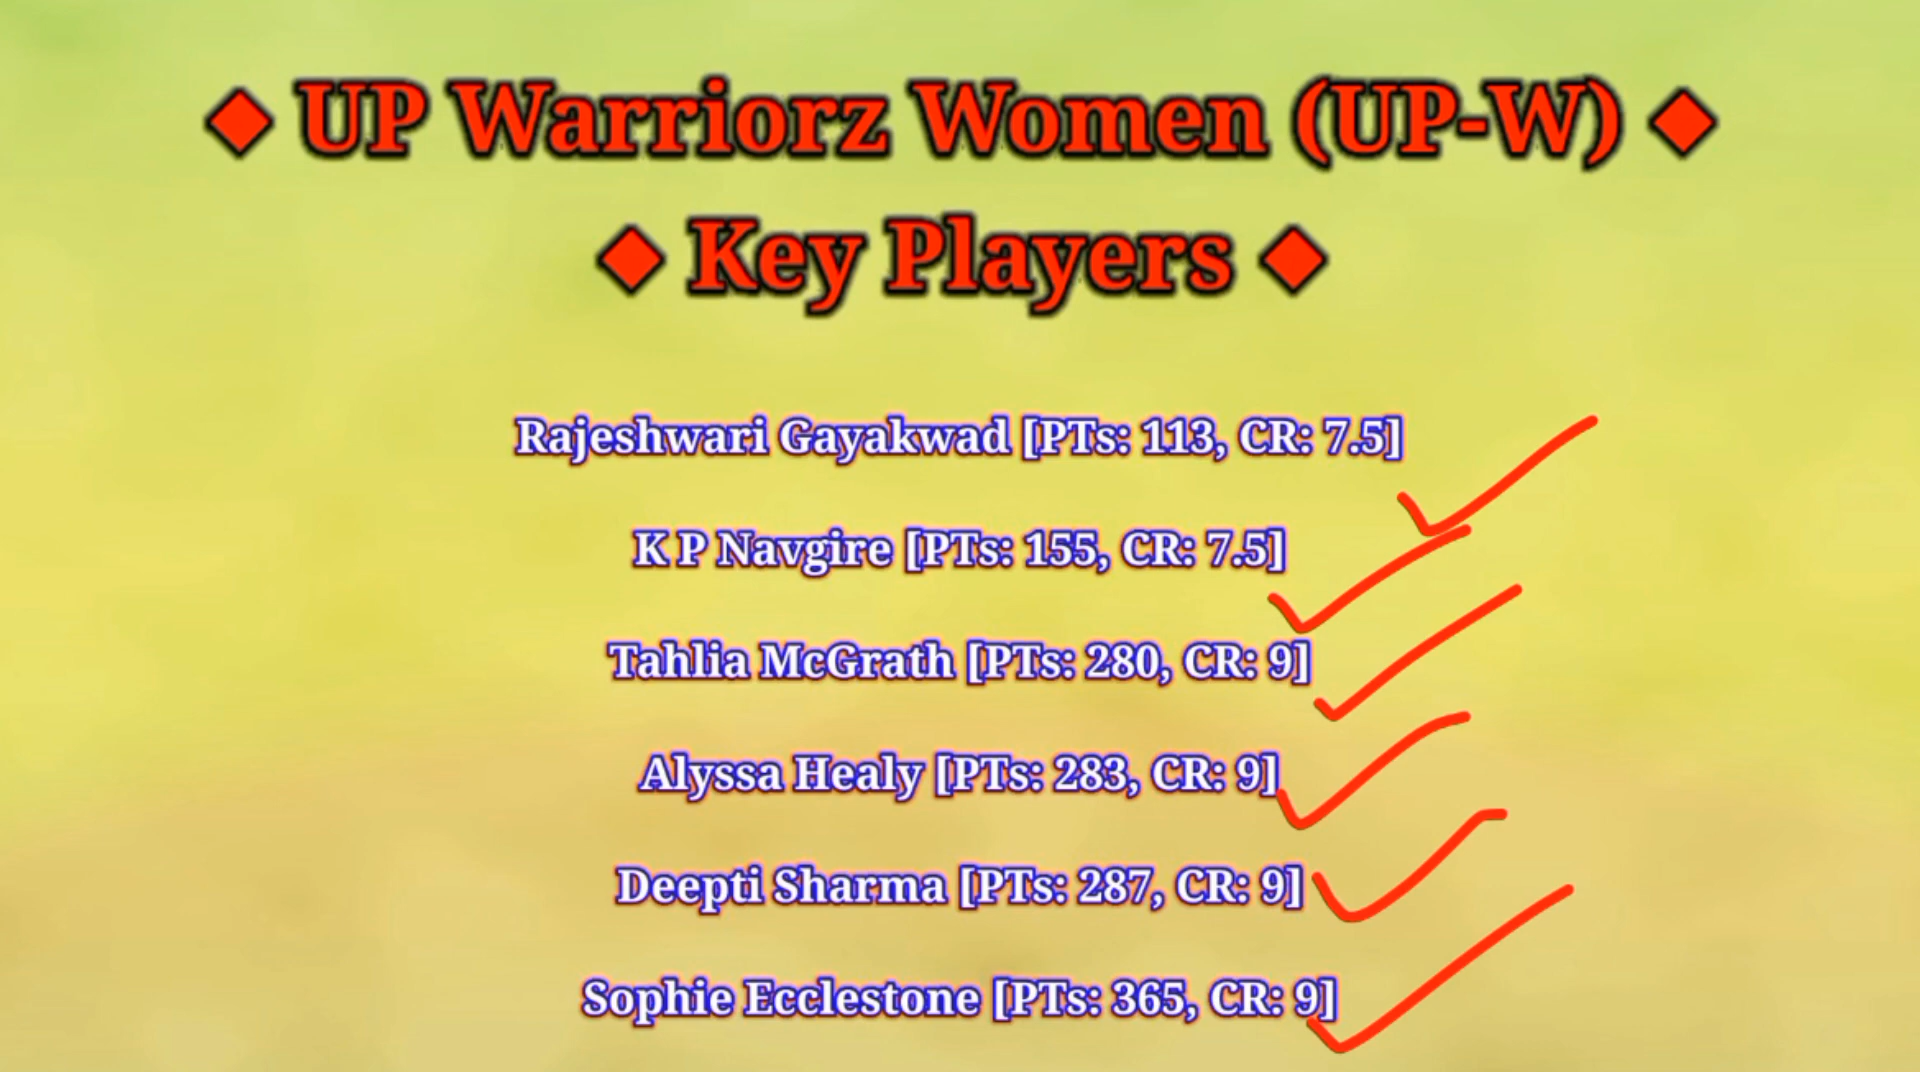 ◆ UP Warriorz Women (UP-W) ◆
◆ Key Players ◆
Rajeshwari Gayakwad [PTs: 113, CR: 7.5]
K P Navgire [PTs: 155, CR: 7.5]
Tahlia McGrath [PTs: 280, CR: 9]
Alyssa Healy [PTs: 283, CR: 9]
Deepti Sharma [PTs: 287, CR: 9]
Sophie Ecclestone [PTs: 365, CR: 9]